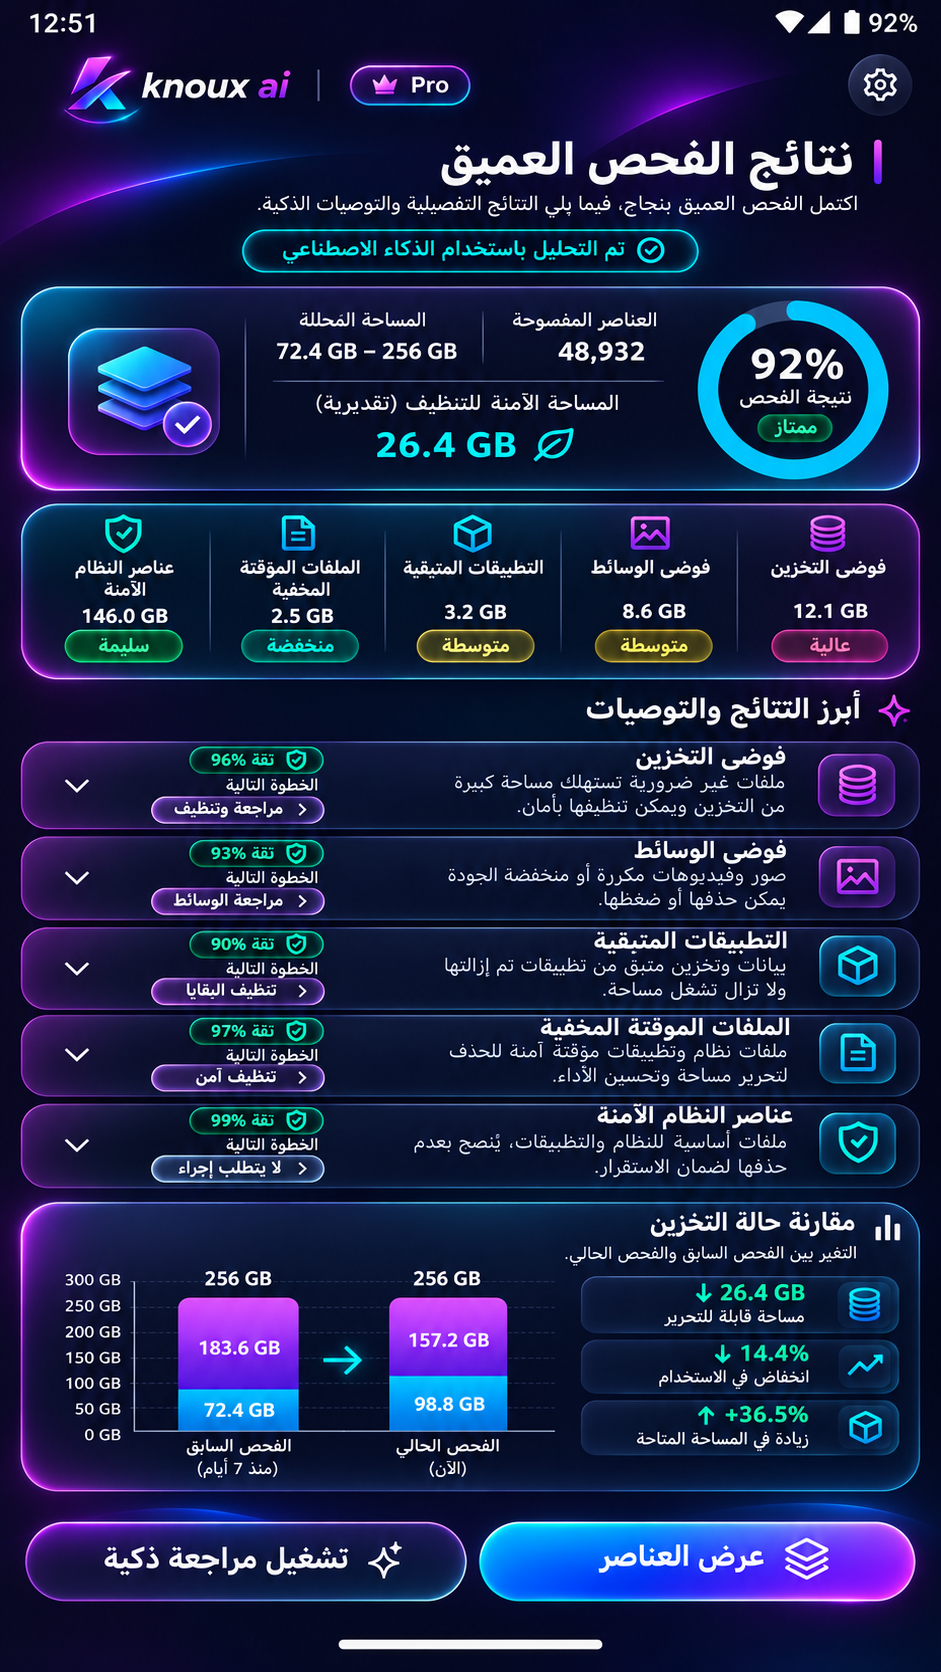 12:51
92%
knoux ai
Pro
نتائج الفحص العميق
اكتمل الفحص العميق بنجاح، فيما يلي التتائج التفصيلية والتوصيات الذكية.
تم التحليل باستخدام الذكاء الاصطناعي
92%
نتيجة الفحص
ممتاز
العناصر المفسوحة
48,932
المساحة المَحللة
72.4 GB – 256 GB
المساحة الآمنة للتنظيف (تقديرية)
26.4 GB
فوضى التخزين
12.1 GB
عالية
فوضى الوسائط
8.6 GB
متوسطة
التطبيقات المتيقية
3.2 GB
متوسطة
الملفات المؤقتة
المخفية
2.5 GB
منخفضة
عناصر النظام
الآمنة
146.0 GB
سليمة
أبرز التتائج والتوصيات
فوضى التخزين
ملفات غير ضرورية تستهلك مساحة كبيرة
من التخزين ويمكن تنظيفها بأمان.
ثقة 96%
الخطوة التالية
مراجعة وتنظيف
فوضى الوسائط
صور وفيديوهات مكررة أو منخفضة الجودة
يمكن حذفها أو ضغطها.
ثقة 93%
الخطوة التالية
مراجعة الوسائط
التطبيقات المتبقية
بيانات وتخزين متبق من تظييقات تم إزالتها
ولا تزال تشغل مساحة.
ثقة 90%
الخطوة التالية
تنظيف البقايا
الملفات الموقتة المخفية
ملفات نظام وتظييقات مؤقتة آمنة للحذف
لتحرير مساحة وتحسين الأداء.
ثقة 97%
الخطوة التالية
تنظيف آمن
عناصر النظام الآمنة
ملفات أساسية للنظام والتظبيقات، يُنصح بعدم
حذفها لضمان الاستقرار.
ثقة 99%
الخطوة التالية
لا يتطلب إجراء
مقارنة حالة التخزين
التغير بين الفحص السابق والفحص الحالي.
26.4 GB
مساحة قابلة للتحرير
14.4%
انخفاض في الاستخدام
+36.5%
زيادة في المساحة المتاحة
300 GB
250 GB
200 GB
150 GB
100 GB
50 GB
0 GB
256 GB
183.6 GB
72.4 GB
الفحص السابق
(منذ 7 أيام)
256 GB
157.2 GB
98.8 GB
الفحص الحالي
(الآن)
عرض العناصر
تشغيل مراجعة ذكية